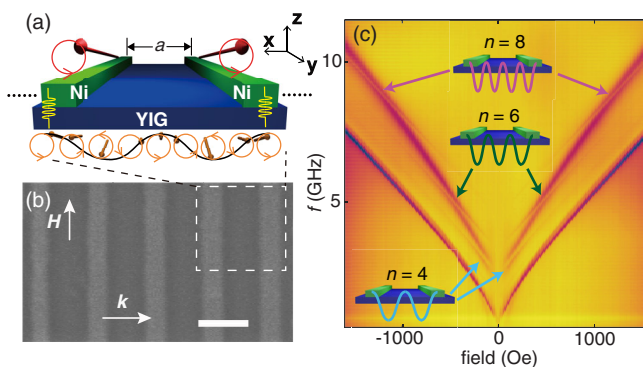 (a)
a
z
x
y
Ni
Ni
YIG
(b)
H
k
(c)
n = 8
n = 6
n = 4
10
5
f (GHz)
-1000
0
1000
field (Oe)